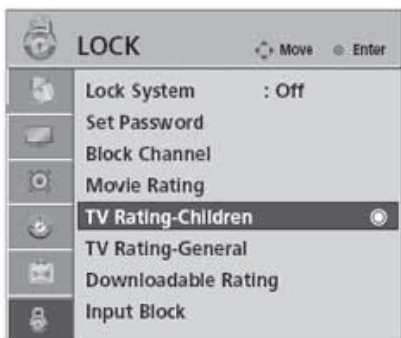 LOCK Move Enter
Lock System : Off
Set Password
Block Channel
Movie Rating
TV Rating-Children
TV Rating-General
Downloadable Rating
Input Block